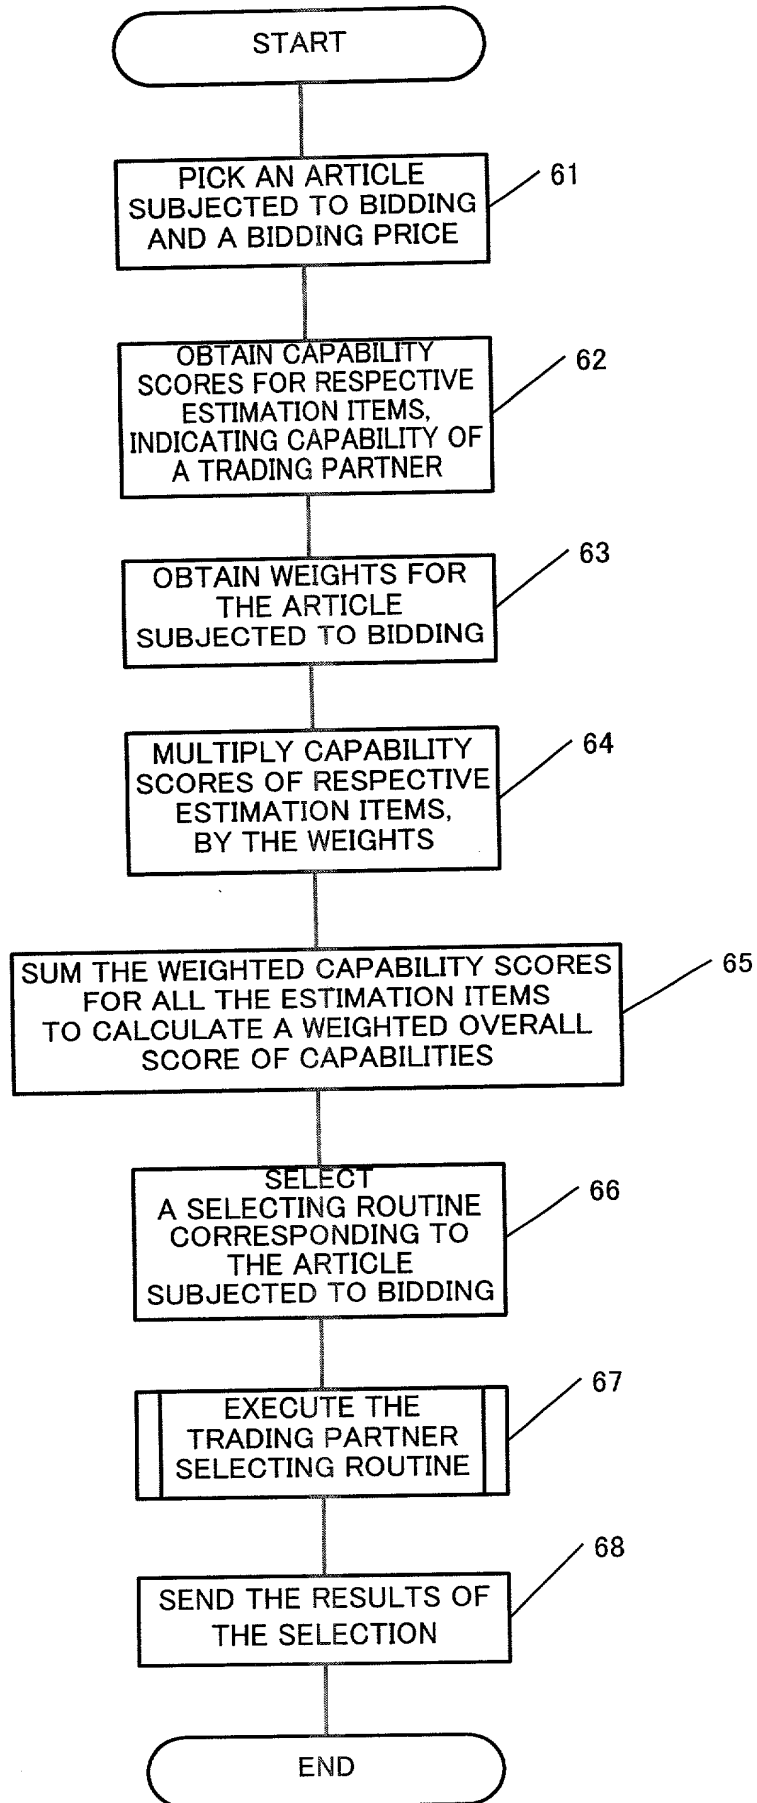 START
PICK AN ARTICLE
SUBJECTED TO BIDDING
AND A BIDDING PRICE
61
OBTAIN CAPABILITY
SCORES FOR RESPECTIVE
ESTIMATION ITEMS,
INDICATING CAPABILITY OF
A TRADING PARTNER
62
OBTAIN WEIGHTS FOR
THE ARTICLE
SUBJECTED TO BIDDING
63
MULTIPLY CAPABILITY
SCORES OF RESPECTIVE
ESTIMATION ITEMS,
BY THE WEIGHTS
64
SUM THE WEIGHTED CAPABILITY SCORES
FOR ALL THE ESTIMATION ITEMS
TO CALCULATE A WEIGHTED OVERALL
SCORE OF CAPABILITIES
65
SELECT
A SELECTING ROUTINE
CORRESPONDING TO
THE ARTICLE
SUBJECTED TO BIDDING
66
EXECUTE THE
TRADING PARTNER
SELECTING ROUTINE
67
SEND THE RESULTS OF
THE SELECTION
68
END